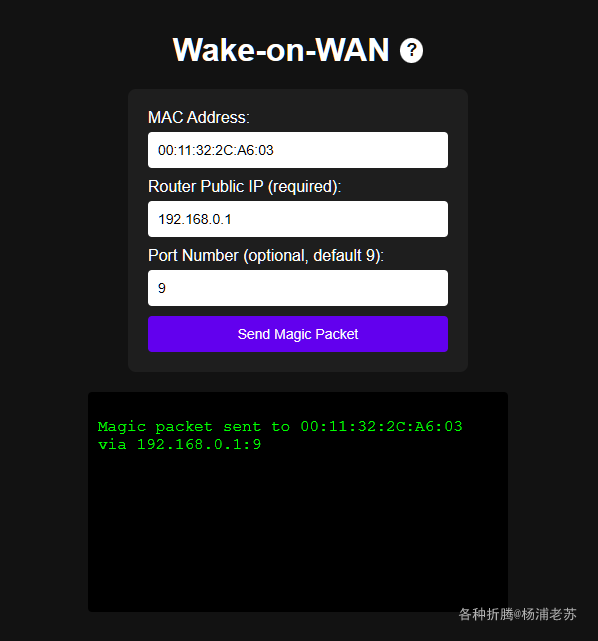 Wake-on-WAN ?
MAC Address:
00:11:32:2C:A6:03
Router Public IP (required):
192.168.0.1
Port Number (optional, default 9):
9
Send Magic Packet
Magic packet sent to 00:11:32:2C:A6:03
via 192.168.0.1:9
各种折腾@杨浦老苏